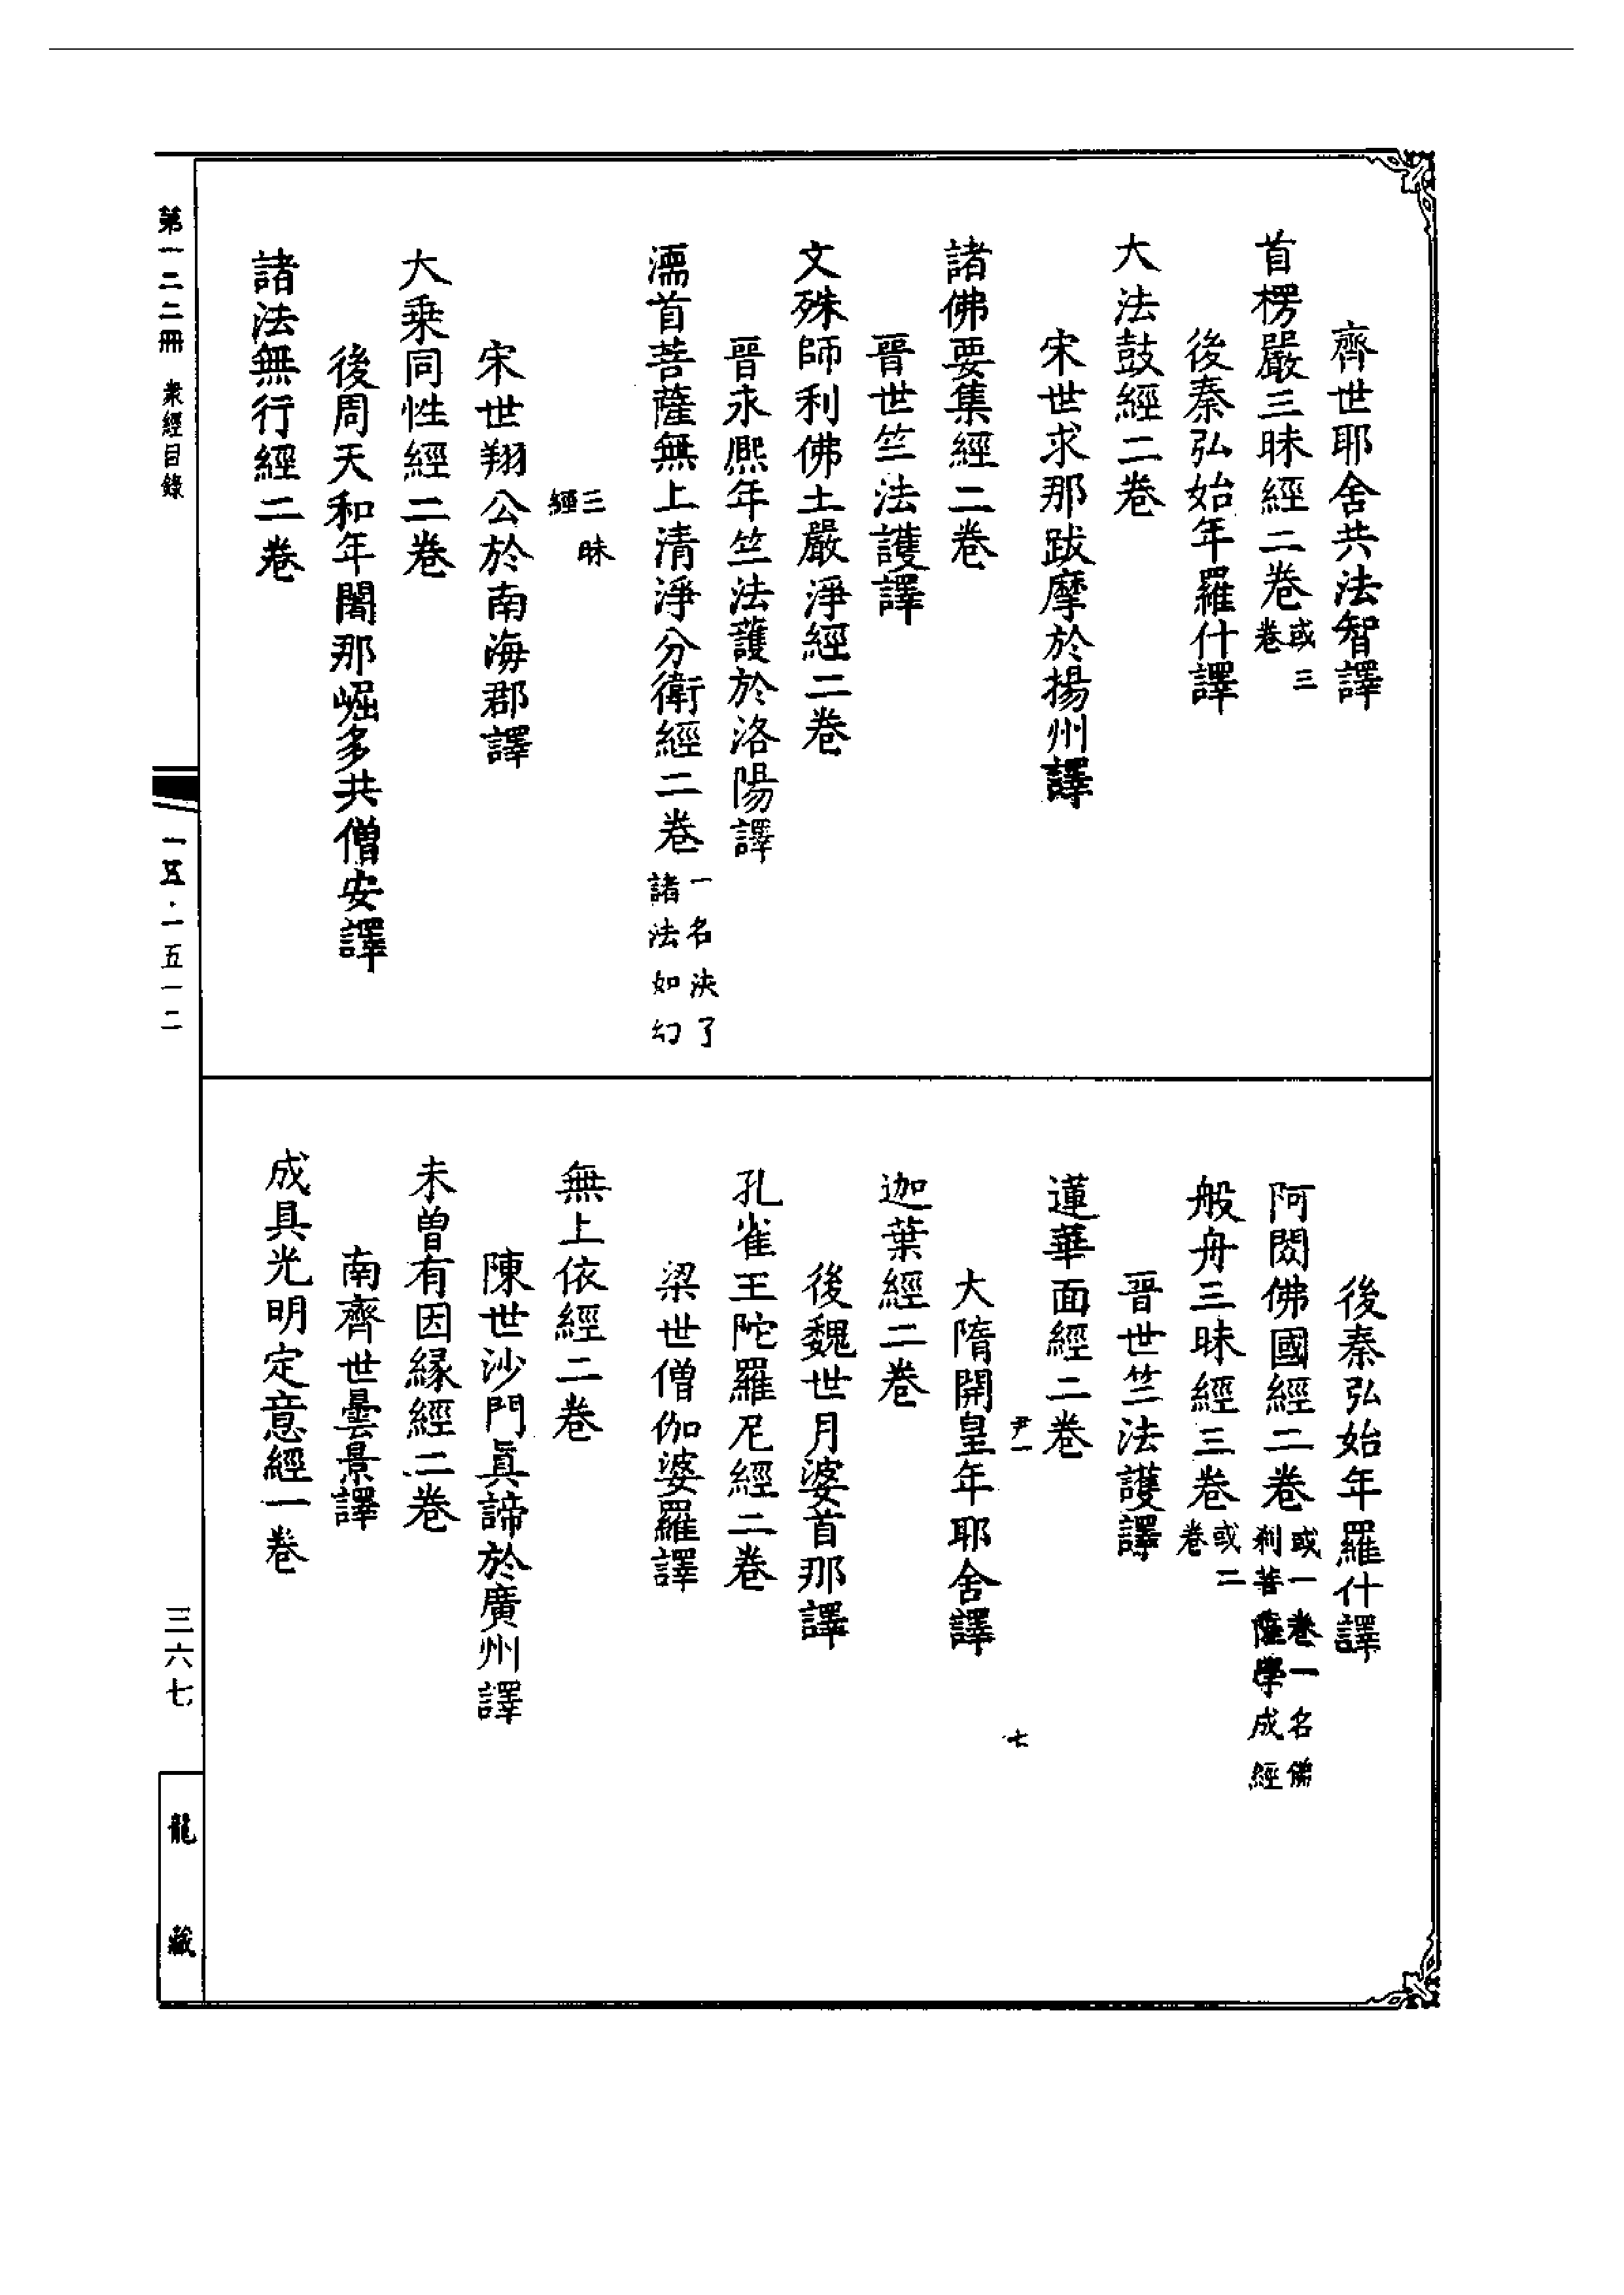 齊世耶舍共法智譯
首楞嚴三昧經二卷或三卷
後秦弘始年羅什譯
大法鼓經二卷
宋世求那跋摩於揚州譯
諸佛要集經二卷
晉世竺法護譯
文殊師利佛土嚴淨經二卷
晉永熈年竺法護於洛陽譯
濡首菩薩無上清淨分衛經二卷一名決了諸法如幻
三昧經
宋世翔公於南海郡譯
大乗同性經二卷
後周天和年闍那崛多共僧安譯
諸法無行經二卷
後秦弘始年羅什譯
阿閦佛國經二卷或一卷一名佛刹菩薩學成經
般舟三昧經三卷或二卷
晉世竺法護譯
蓮華面經二卷
尹一 七
大隋開皇年耶舍譯
迦葉經二卷
後魏世月婆首那譯
孔雀王陀羅尼經二卷
梁世僧伽婆羅譯
無上依經二卷
陳世沙門真諦於廣州譯
未曽有因縁經二卷
南齊世曇景譯
成具光明定意經一卷
第一二二冊 衆經目錄
一五·一五一二
三六七
龍藏